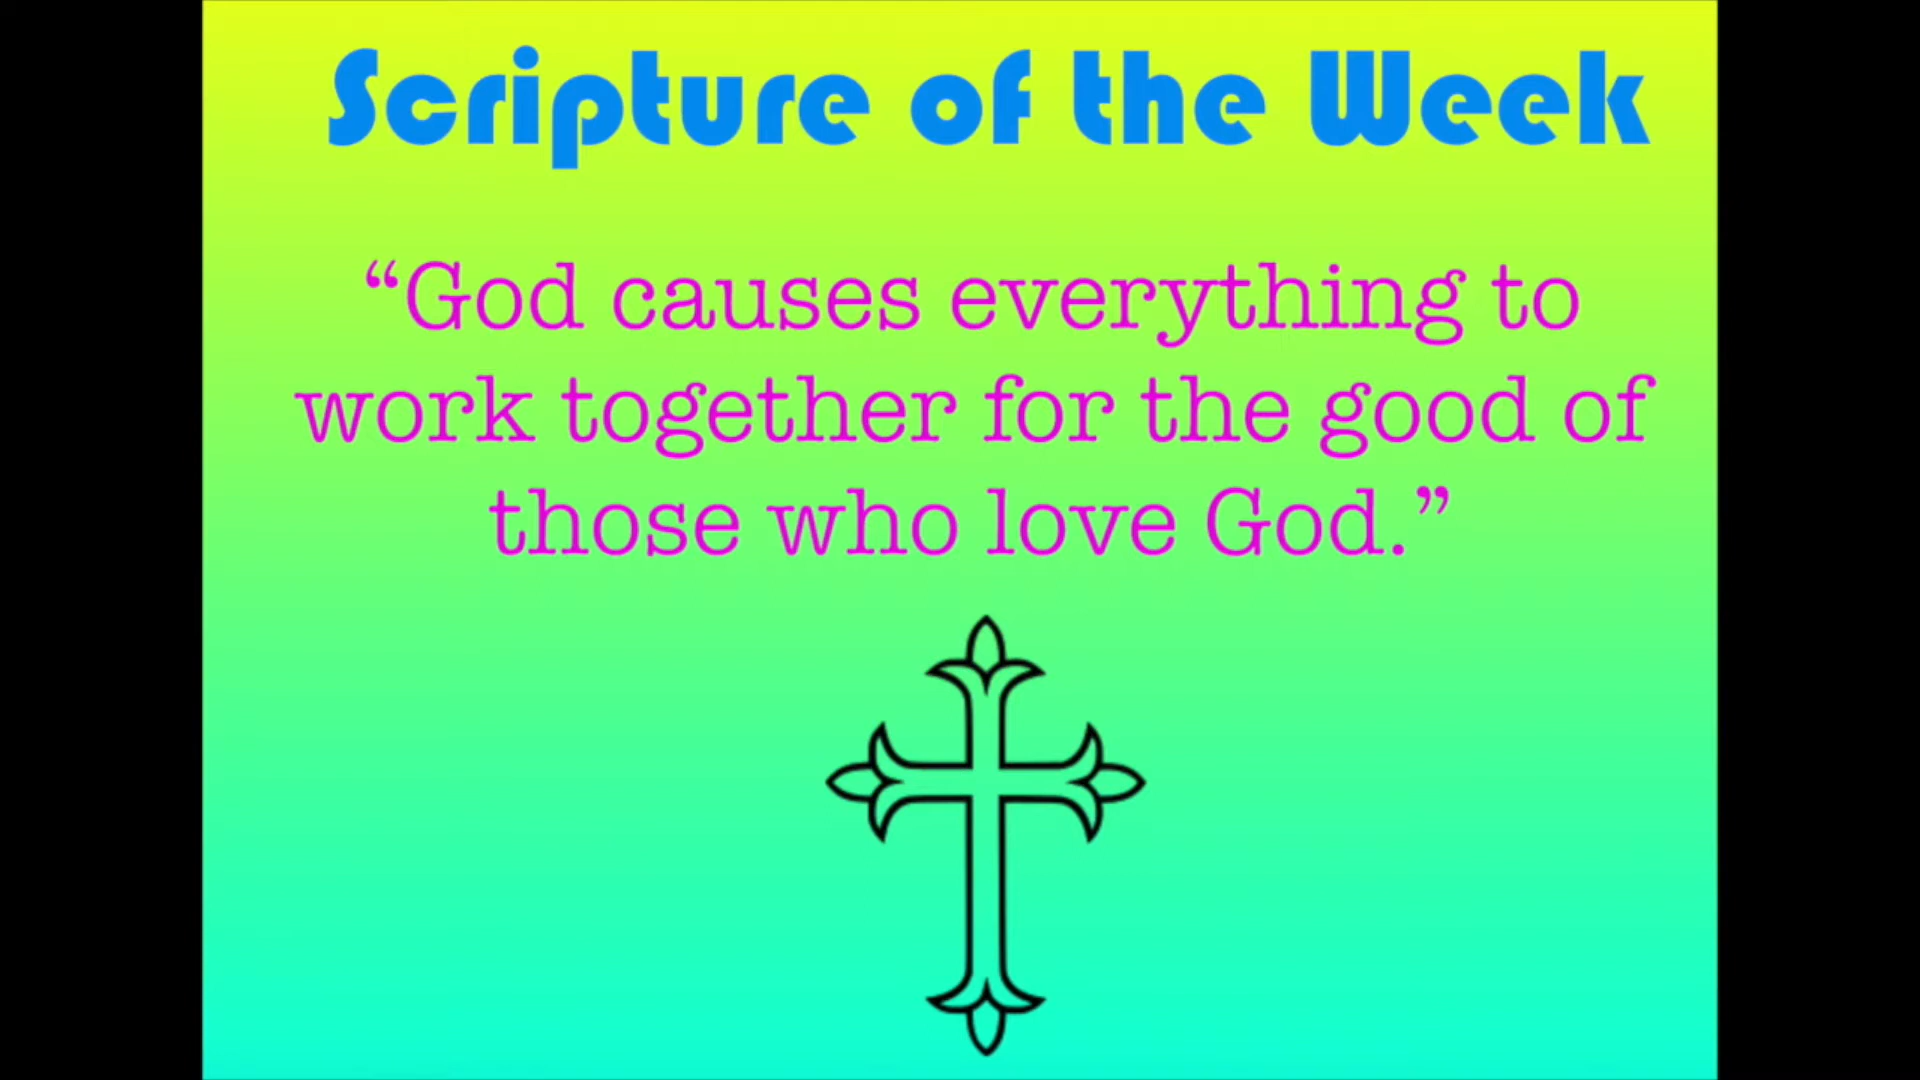 Scripture of the Week
“God causes everything to
work together for the good of
those who love God.”